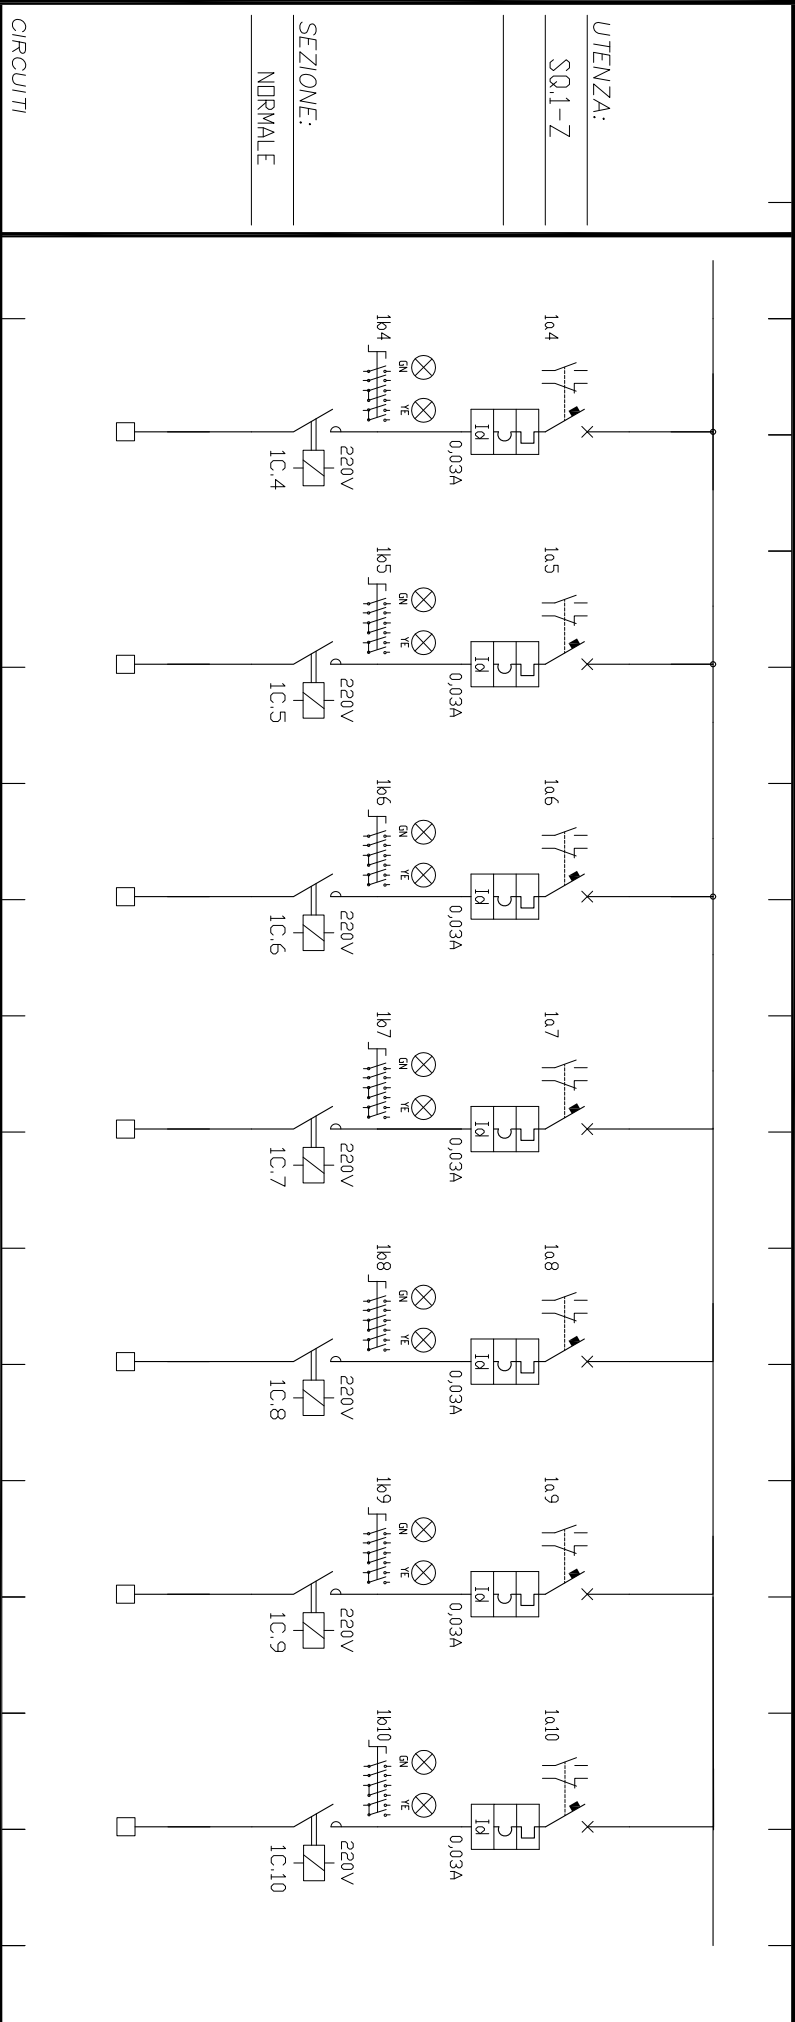 UTENZA:
SQ.1-Z
SEZIONE:
NORMALE
CIRCUITI
1a4
1b4
GN
YE
Id
0,03A
220V
1C.4
1a5
1b5
GN
YE
Id
0,03A
220V
1C.5
1a6
1b6
GN
YE
Id
0,03A
220V
1C.6
1a7
1b7
GN
YE
Id
0,03A
220V
1C.7
1a8
1b8
GN
YE
Id
0,03A
220V
1C.8
1a9
1b9
GN
YE
Id
0,03A
220V
1C.9
1a10
1b10
GN
YE
Id
0,03A
220V
1C.10